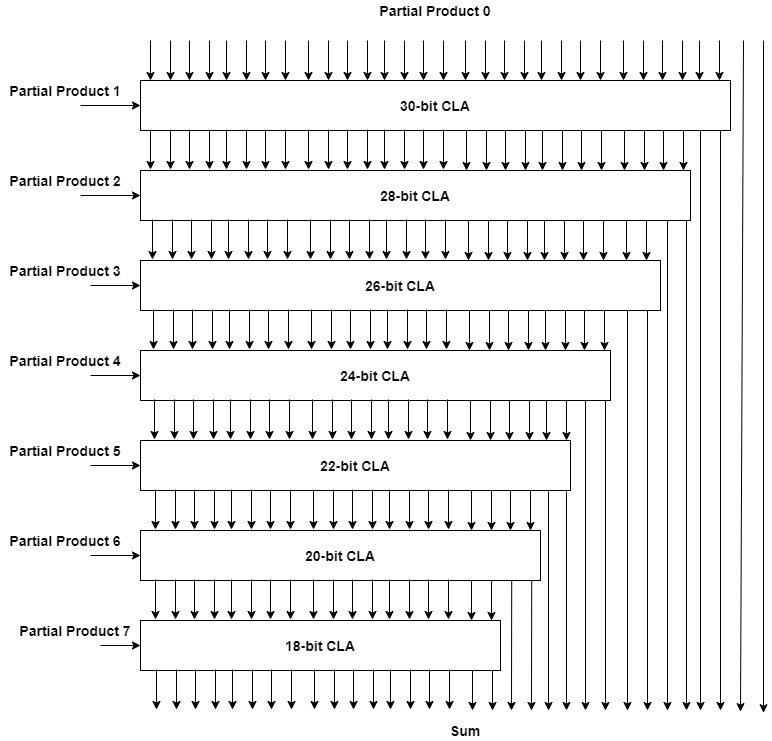 Partial Product 0
Partial Product 1
30-bit CLA
Partial Product 2
28-bit CLA
Partial Product 3
26-bit CLA
Partial Product 4
24-bit CLA
Partial Product 5
22-bit CLA
Partial Product 6
20-bit CLA
Partial Product 7
18-bit CLA
Sum